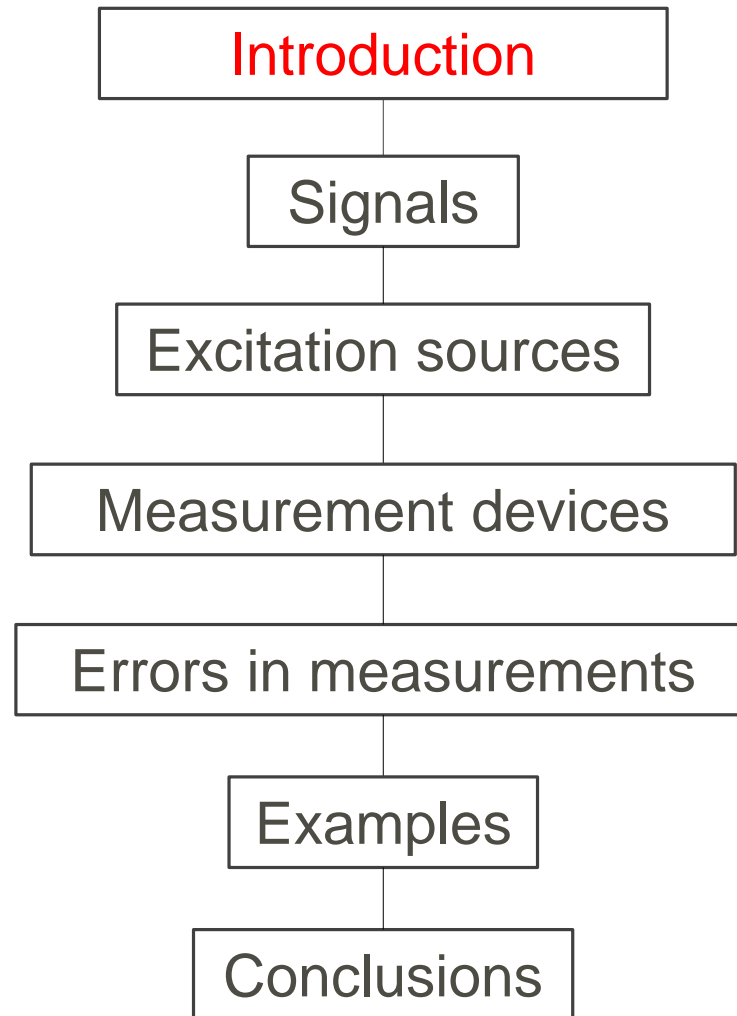 Introduction
Signals
Excitation sources
Measurement devices
Errors in measurements
Examples
Conclusions